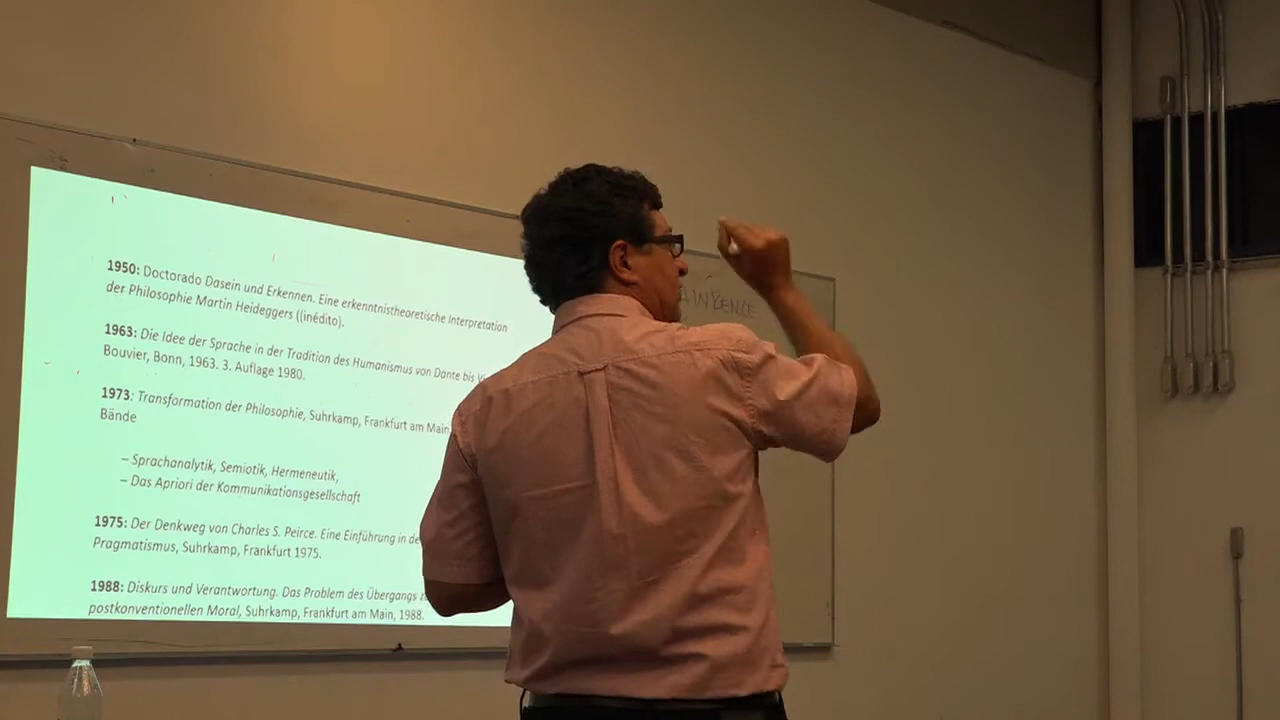 1950: Doctorado Dasein und Erkennen. Eine erkenntnistheoretische Interpretation
der Philosophie Martin Heideggers ((inédito).
1963: Die Idee der Sprache in der Tradition des Humanismus von Dante bis
Bouvier, Bonn, 1963. 3. Auflage 1980.
1973: Transformation der Philosophie, Suhrkamp, Frankfurt am Main
Bände
– Sprachanalytik, Semiotik, Hermeneutik,
– Das Apriori der Kommunikationsgesellschaft
1975: Der Denkweg von Charles S. Peirce. Eine Einführung in
Pragmatismus, Suhrkamp, Frankfurt 1975.
1988: Diskurs und Verantwortung. Das Problem des Übergangs
postkonventionellen Moral, Suhrkamp, Frankfurt am Main, 1988.